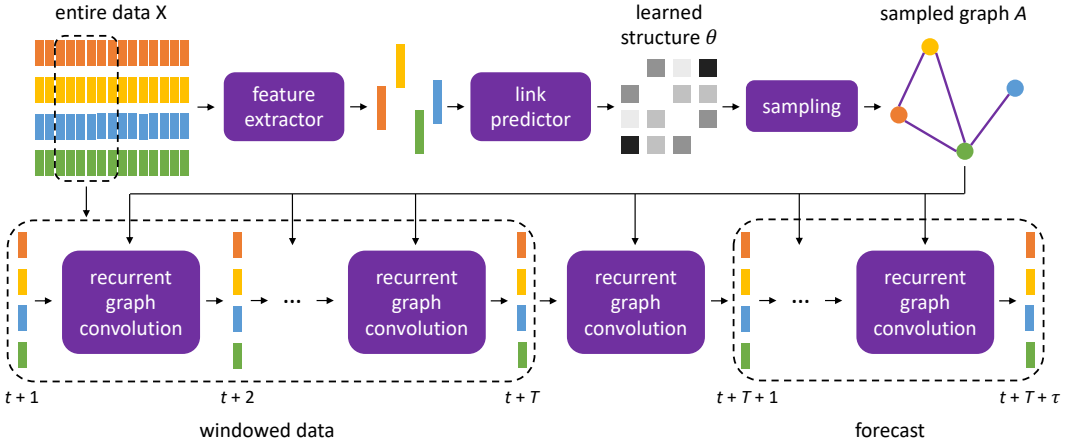 entire data X
learned
structure θ
sampled graph A
feature
extractor
link
predictor
sampling
recurrent
graph
convolution
...
recurrent
graph
convolution
recurrent
graph
convolution
...
recurrent
graph
convolution
t + 1
t + 2
t + T
t + T + 1
t + T + τ
windowed data
forecast